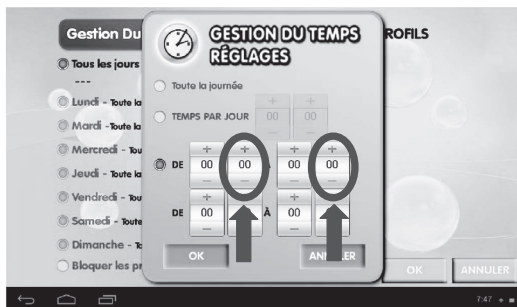 Gestion Du
PROFILS
GESTION DU TEMPS
RÉGLAGES
Tous les jours
---
Lundi - Toute la
Mardi - Toute la
Mercredi - Tou
Jeudi - Toute la
Vendredi - Tou
Samedi - Toute
Dimanche - To
Bloquer les pr
Toute la journée
+ +
TEMPS PAR JOUR 00 00
- -
+ + + +
DE 00 00 00 00
- - - -
+ +
DE 00 À 00
- -
OK
OK ANNULER
7:47